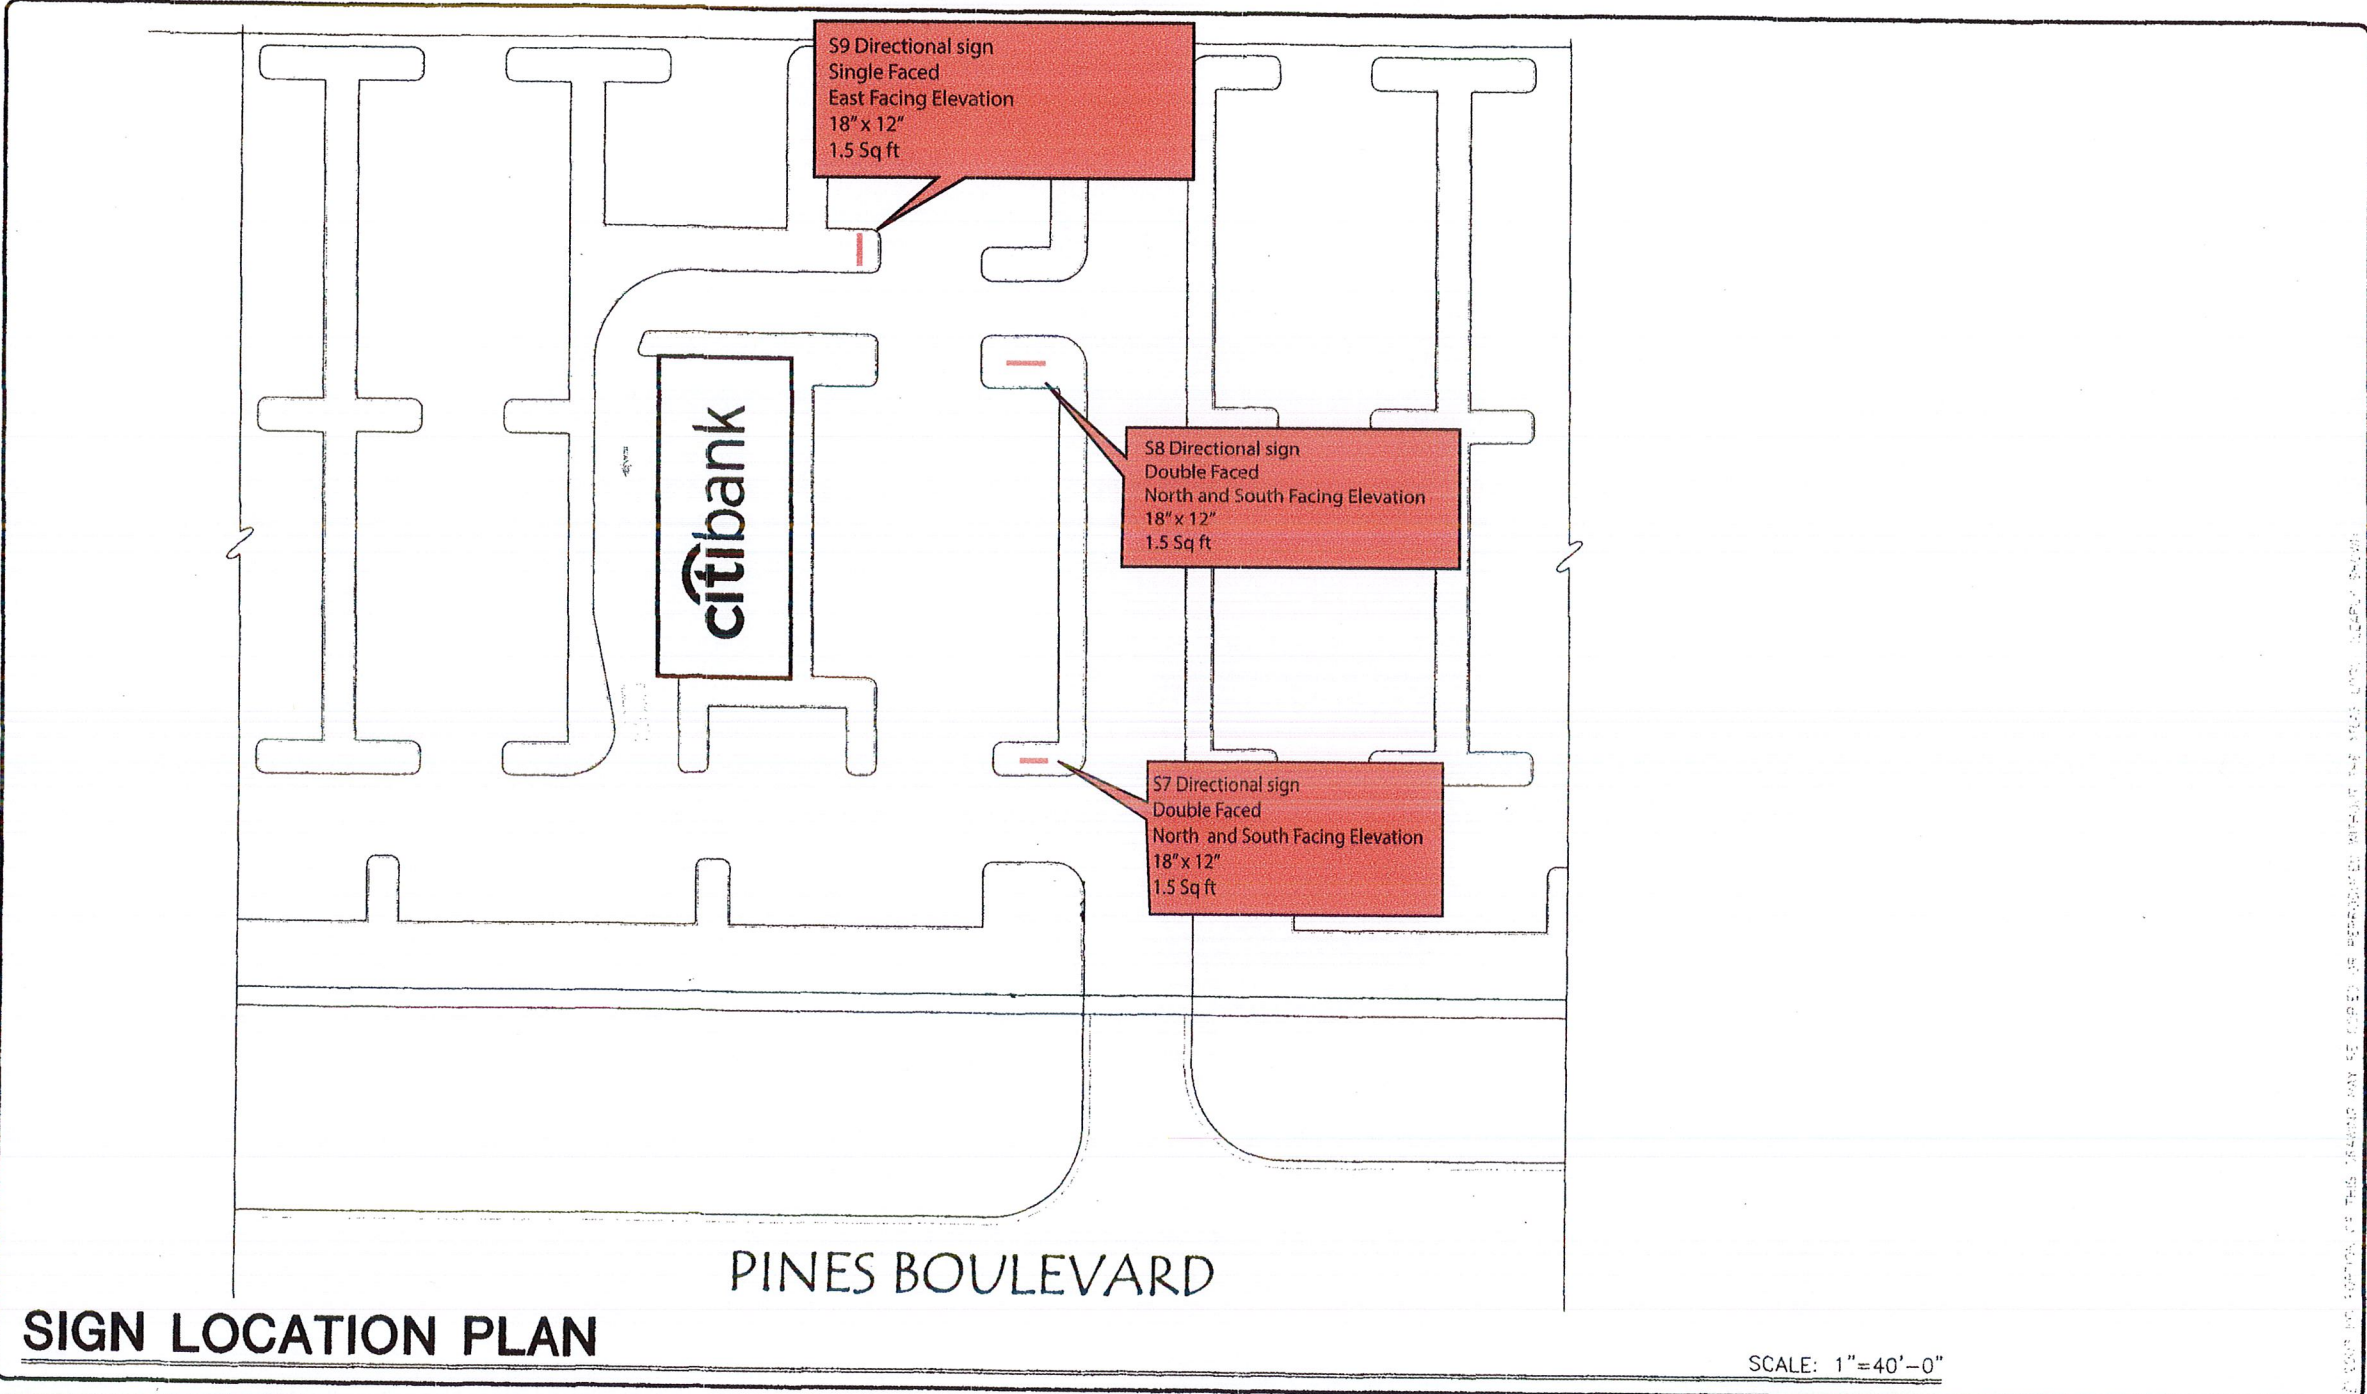 S9 Directional sign
Single Faced
East Facing Elevation
18" x 12"
1.5 Sq ft
citibank
S8 Directional sign
Double Faced
North and South Facing Elevation
18" x 12"
1.5 Sq ft
S7 Directional sign
Double Faced
North and South Facing Elevation
18" x 12"
1.5 Sq ft
PINES BOULEVARD
SIGN LOCATION PLAN
SCALE: 1"=40'-0"